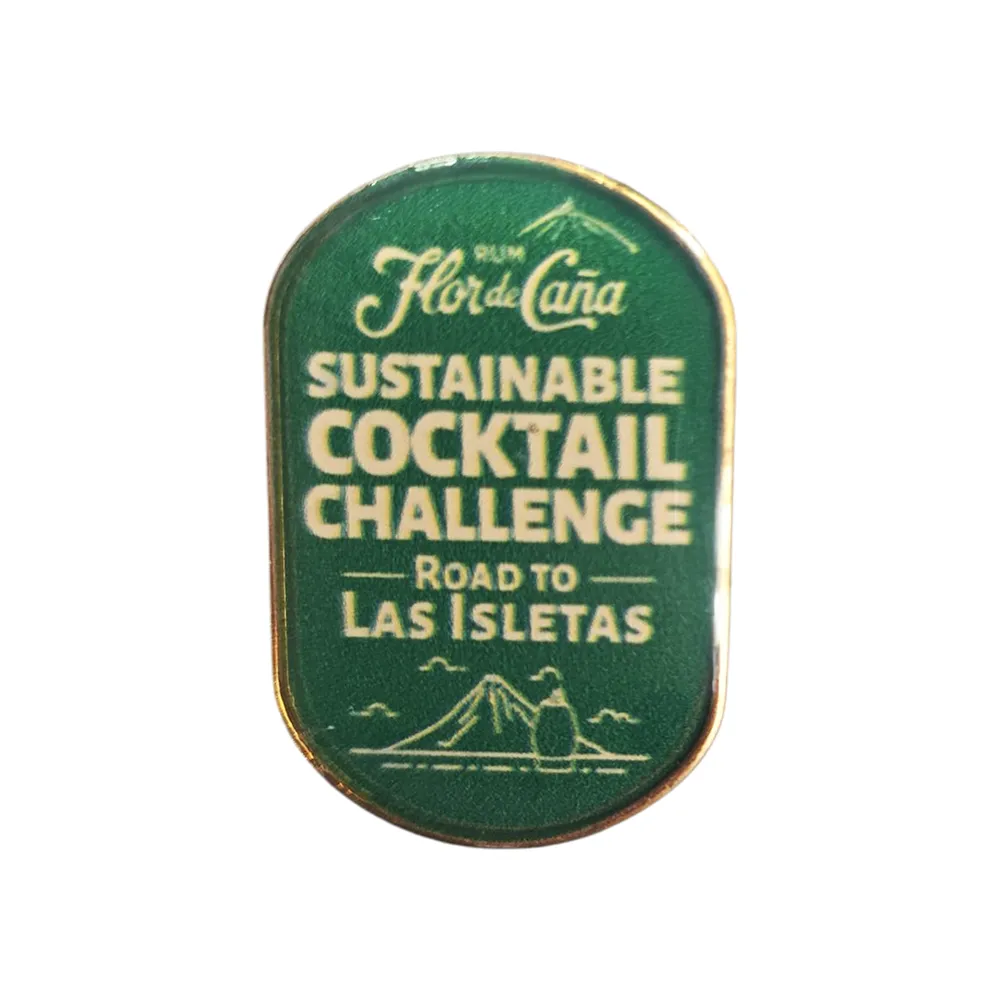 RUM
Flor de Caña
SUSTAINABLE
COCKTAIL
CHALLENGE
ROAD TO
LAS ISLETAS